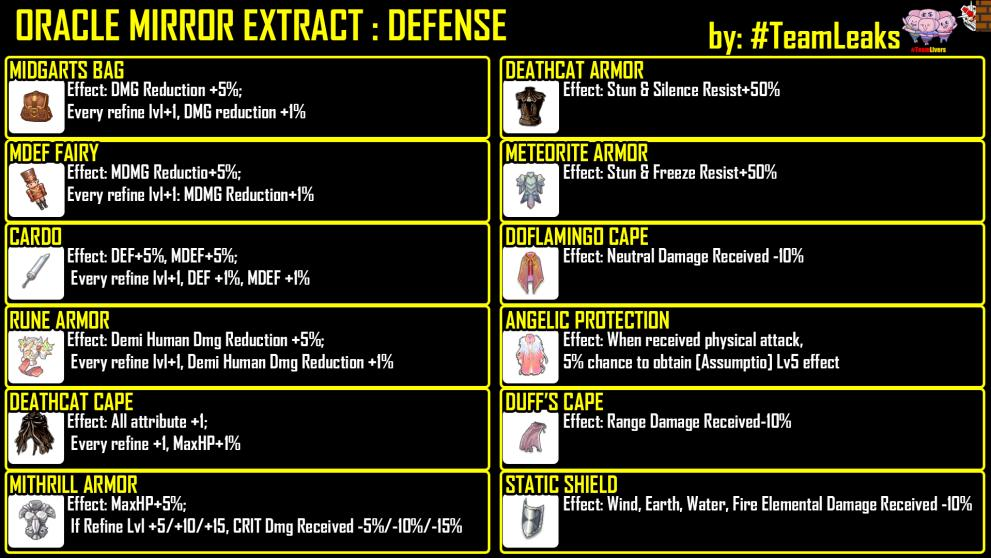 ORACLE MIRROR EXTRACT : DEFENSE
by: #TeamLeaks
#TeamLivers
MIDGARTS BAG
Effect: DMG Reduction +5%;
Every refine lvl+1, DMG reduction +1%
MDEF FAIRY
Effect: MDMG Reductio+5%;
Every refine lvl+1: MDMG Reduction+1%
CARDO
Effect: DEF+5%, MDEF+5%;
Every refine lvl+1, DEF +1%, MDEF +1%
RUNE ARMOR
Effect: Demi Human Dmg Reduction +5%;
Every refine lvl+1, Demi Human Dmg Reduction +1%
DEATHCAT CAPE
Effect: All attribute +1;
Every refine +1, MaxHP+1%
MITHRILL ARMOR
Effect: MaxHP+5%;
If Refine Lvl +5/+10/+15, CRIT Dmg Received -5%/-10%/-15%
DEATHCAT ARMOR
Effect: Stun & Silence Resist+50%
METEORITE ARMOR
Effect: Stun & Freeze Resist+50%
DOFLAMINGO CAPE
Effect: Neutral Damage Received -10%
ANGELIC PROTECTION
Effect: When received physical attack,
5% chance to obtain [Assumptio] Lv5 effect
DUFF'S CAPE
Effect: Range Damage Received-10%
STATIC SHIELD
Effect: Wind, Earth, Water, Fire Elemental Damage Received -10%